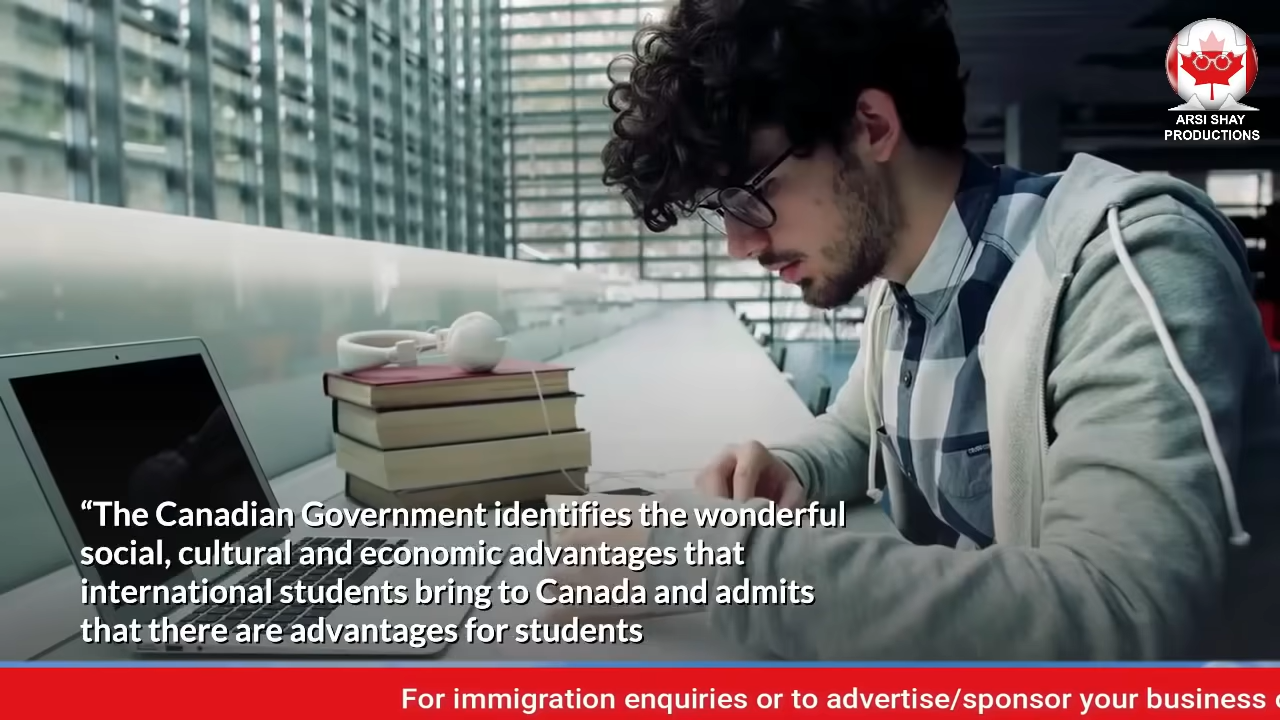 ARSI SHAY
PRODUCTIONS
“The Canadian Government identifies the wonderful
social, cultural and economic advantages that
international students bring to Canada and admits
that there are advantages for students
For immigration enquiries or to advertise/sponsor your business